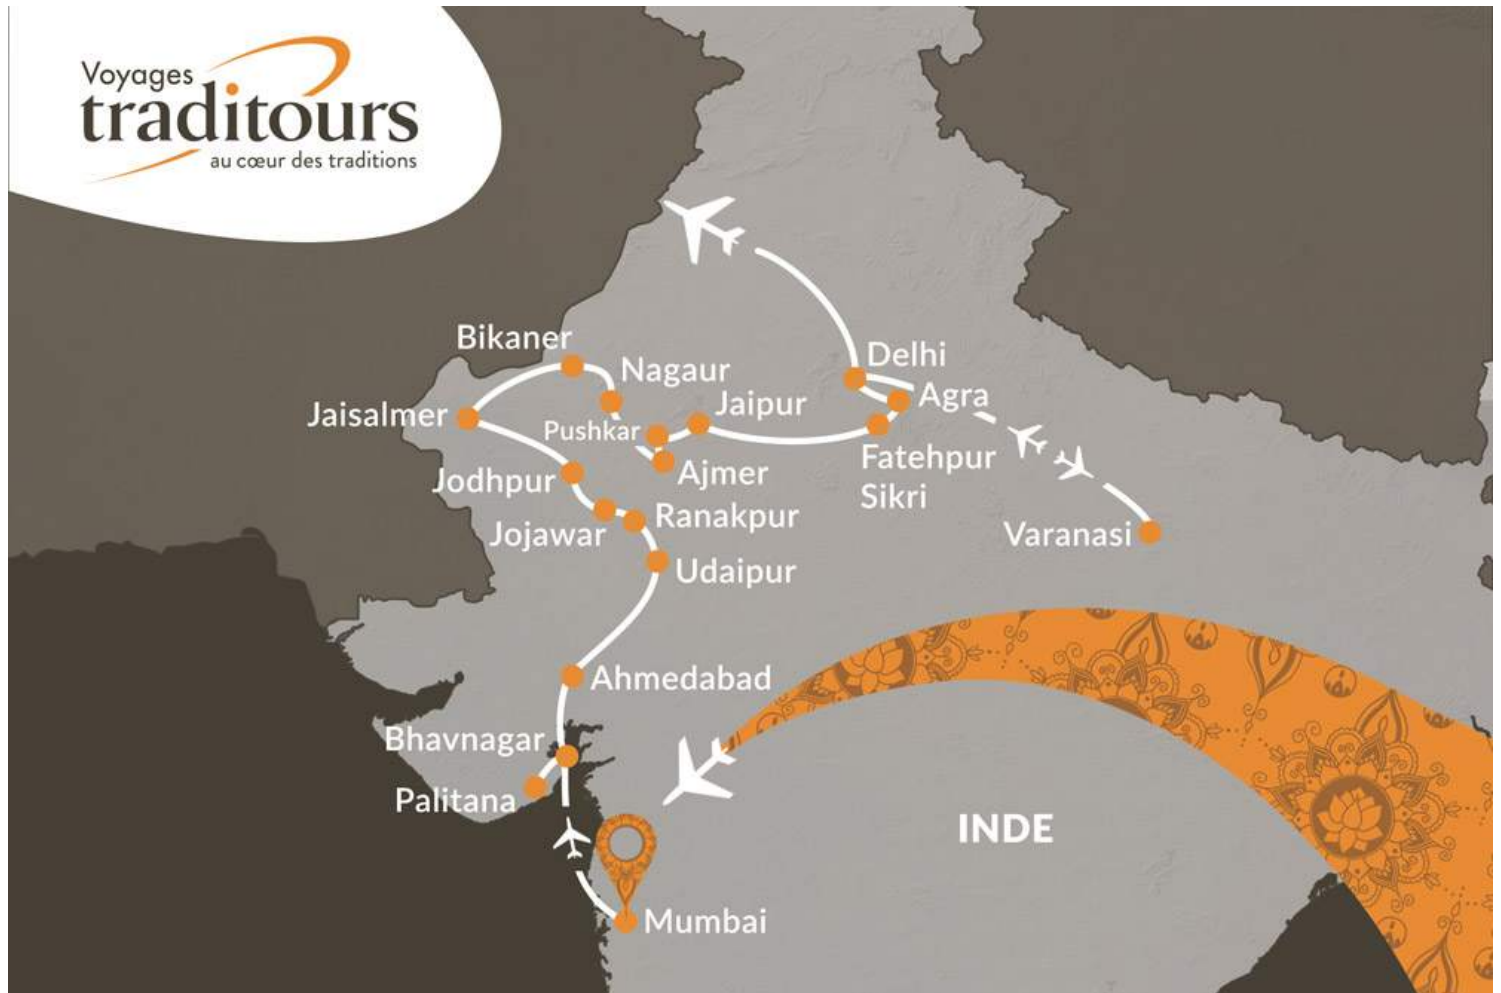 Voyages
traditours
au cœur des traditions
Bikaner
Delhi
Nagaur
Agra
Jaipur
Jaisalmer
Pushkar
Fatehpur
Sikri
Ajmer
Jodhpur
Ranakpur
Jojawar
Varanasi
Udaipur
Ahmedabad
Bhavnagar
Palitana
INDE
Mumbai